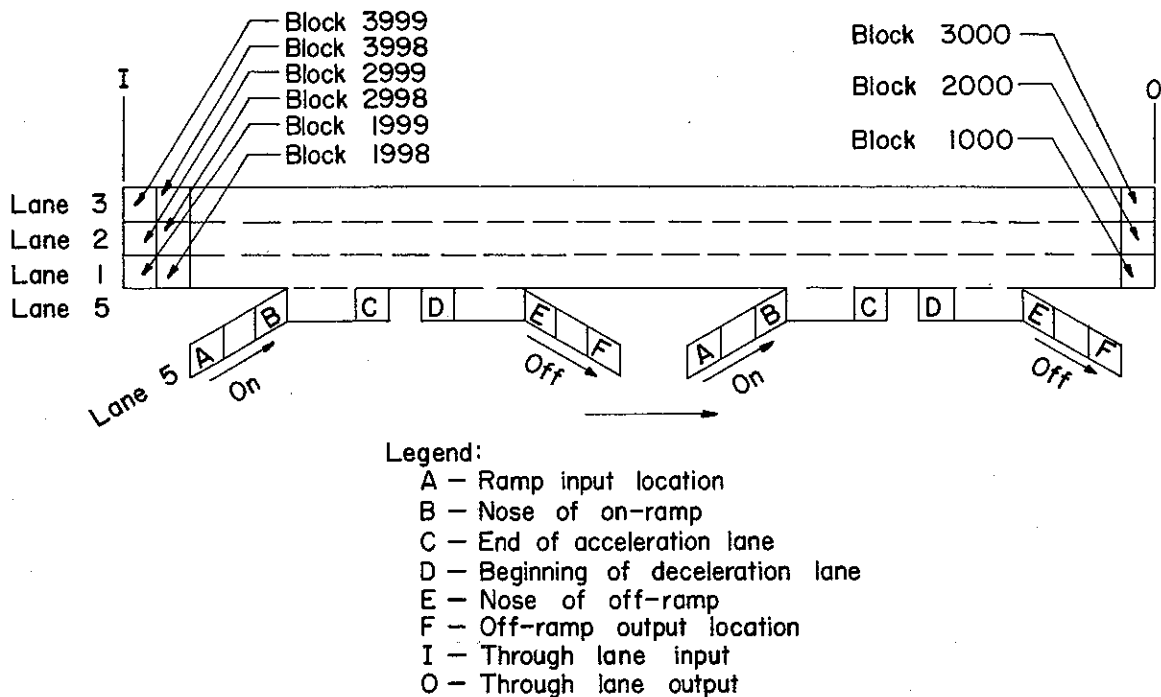 Block 3999
Block 3998
Block 2999
Block 2998
Block 1999
Block 1998
I
Block 3000
Block 2000
Block 1000
O
Lane 3
Lane 2
Lane 1
Lane 5
A B C D E F A B C D E F
Lane 5 On Off On Off
Legend:
A – Ramp input location
B – Nose of on-ramp
C – End of acceleration lane
D – Beginning of deceleration lane
E – Nose of off-ramp
F – Off-ramp output location
I – Through lane input
O – Through lane output